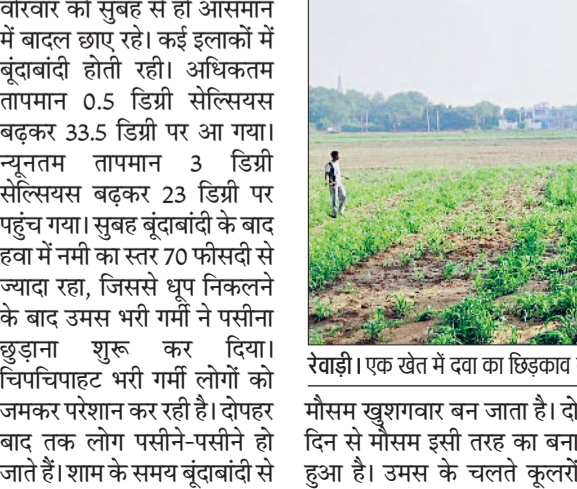 वीरवार को सुबह से ही आसमान
में बादल छाए रहे। कई इलाकों में
बूंदाबांदी होती रही। अधिकतम
तापमान 0.5 डिग्री सेल्सियस
बढ़कर 33.5 डिग्री पर आ गया।
न्यूनतम तापमान 3 डिग्री
सेल्सियस बढ़कर 23 डिग्री पर
पहुंच गया। सुबह बूंदाबांदी के बाद
हवा में नमी का स्तर 70 फीसदी से
ज्यादा रहा, जिससे धूप निकलने
के बाद उमस भरी गर्मी ने पसीना
छुड़ाना शुरू कर दिया।
चिपचिपाहट भरी गर्मी लोगों को
जमकर परेशान कर रही है। दोपहर
बाद तक लोग पसीने-पसीने हो
जाते हैं। शाम के समय बूंदाबांदी से
रेवाड़ी। एक खेत में दवा का छिड़काव
मौसम खुशगवार बन जाता है। दो
दिन से मौसम इसी तरह का बना
हुआ है। उमस के चलते कूलरों